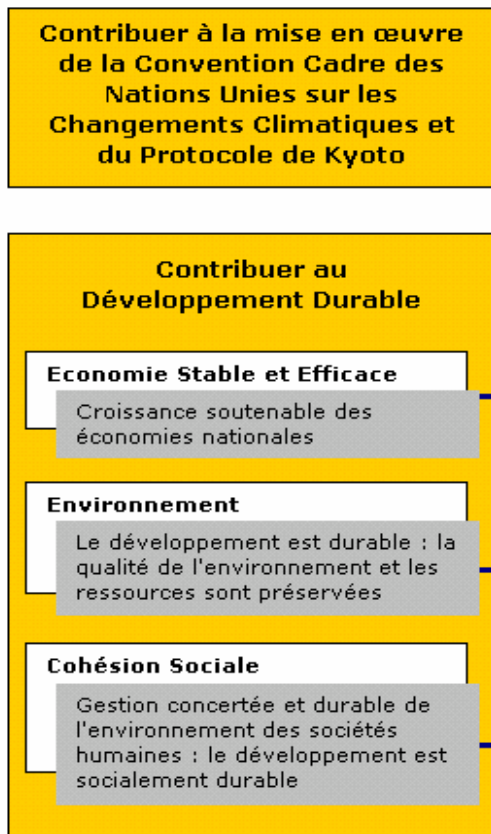 Contribuer à la mise en œuvre
de la Convention Cadre des
Nations Unies sur les
Changements Climatiques et
du Protocole de Kyoto
Contribuer au
Développement Durable
Economie Stable et Efficace
Croissance soutenable des
économies nationales
Environnement
Le développement est durable : la
qualité de l'environnement et les
ressources sont préservées
Cohésion Sociale
Gestion concertée et durable de
l'environnement des sociétés
humaines : le développement est
socialement durable